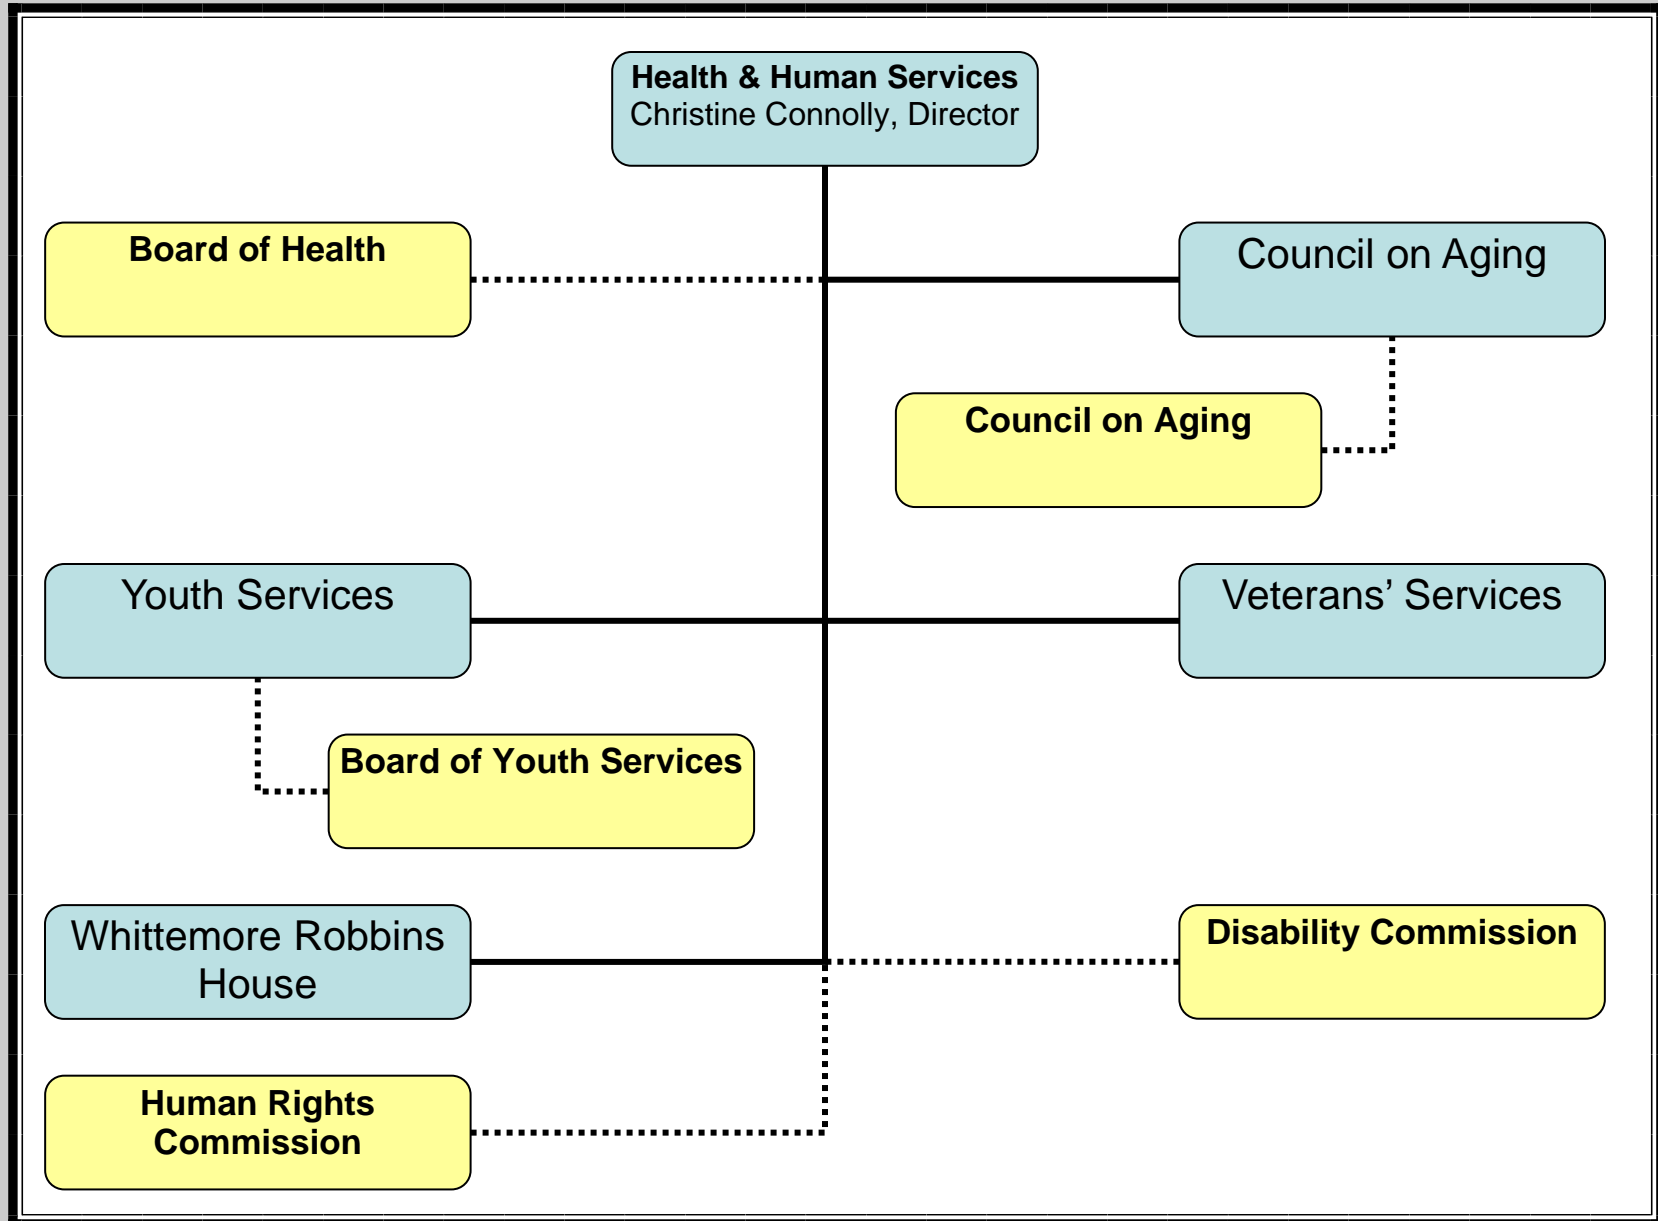 Health & Human Services
Christine Connolly, Director
Board of Health
Council on Aging
Council on Aging
Youth Services
Veterans’ Services
Board of Youth Services
Whittemore Robbins
House
Disability Commission
Human Rights
Commission